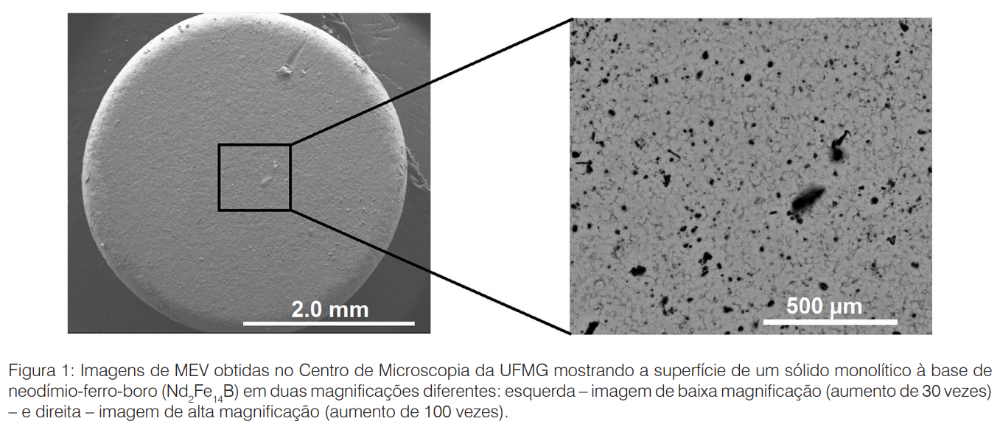 2.0 mm
500 µm
Figura 1: Imagens de MEV obtidas no Centro de Microscopia da UFMG mostrando a superfície de um sólido monolítico à base de
neodímio-ferro-boro (Nd₂Fe₁₄B) em duas magnificações diferentes: esquerda – imagem de baixa magnificação (aumento de 30 vezes)
– e direita – imagem de alta magnificação (aumento de 100 vezes).